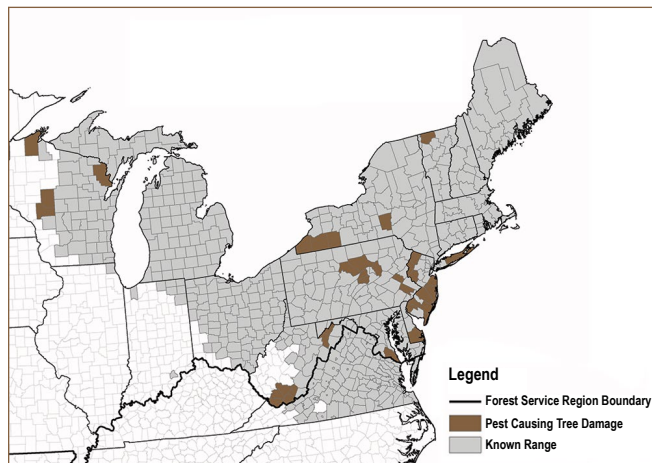 Legend
Forest Service Region Boundary
Pest Causing Tree Damage
Known Range